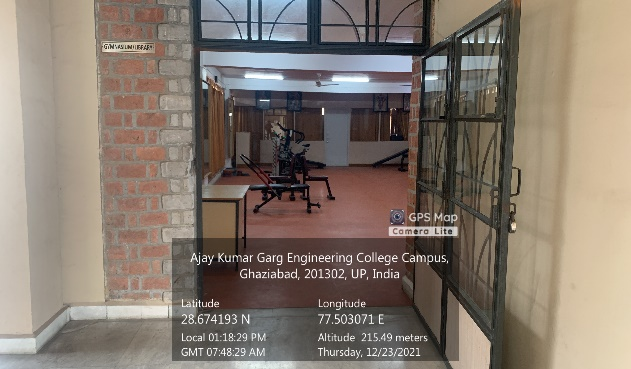 GYMNASIUM/LIBRARY
GPS Map
Camera Lite
Ajay Kumar Garg Engineering College Campus,
Ghaziabad, 201302, UP, India
Latitude
28.674193 N
Longitude
77.503071 E
Local 01:18:29 PM
GMT 07:48:29 AM
Altitude 215.49 meters
Thursday, 12/23/2021